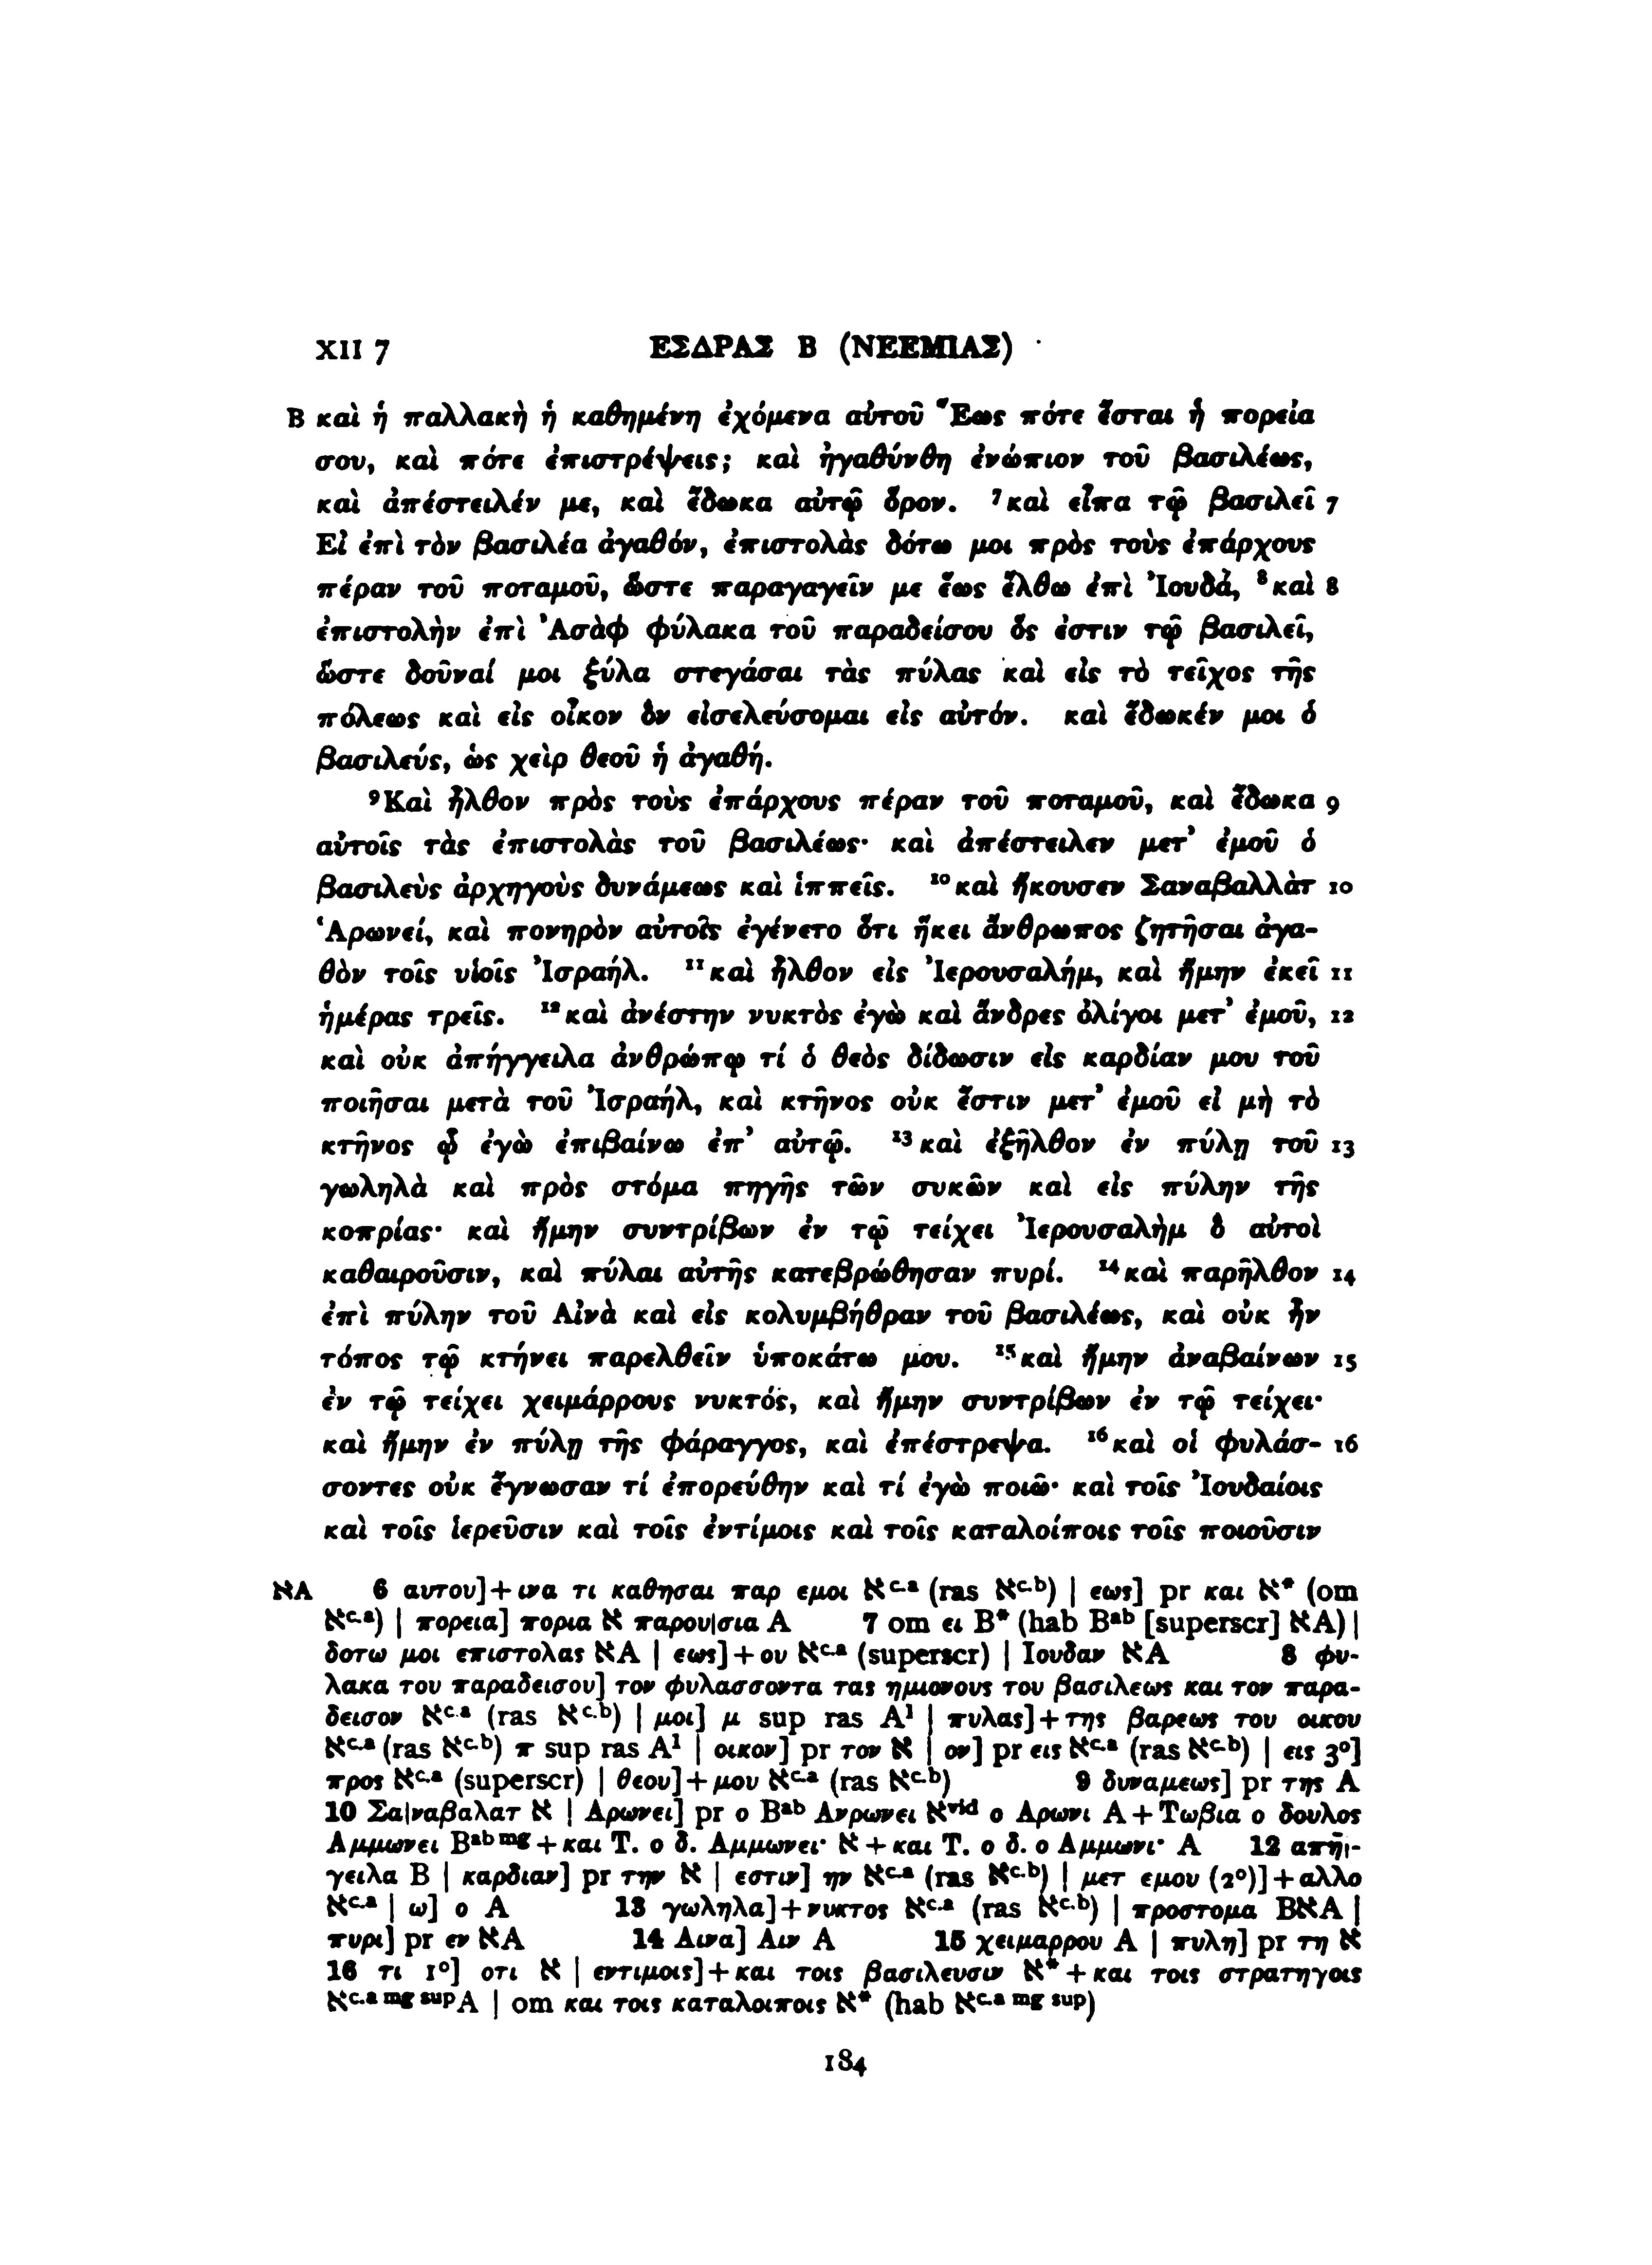 XII 7 ΕΣΔΡΑΣ Β (ΝΕΕΜΙΑΣ)
B καὶ ἡ παλλακὴ ἡ καθημένη ἐχόμενα αὐτοῦ Ἕως πότε ἔσται ἡ πορεία
σου, καὶ πότε ἐπιστρέψεις; καὶ ἠγαθύνθη ἐνώπιον τοῦ βασιλέως,
καὶ ἀπέστειλέν με, καὶ ἔδωκα αὐτῷ ὅρον. ⁷καὶ εἶπα τῷ βασιλεῖ 7
Εἰ ἐπὶ τὸν βασιλέα ἀγαθόν, ἐπιστολὰς δότω μοι πρὸς τοὺς ἐπάρχους
πέραν τοῦ ποταμοῦ, ὥστε παραγαγεῖν με ἕως ἔλθω ἐπὶ Ἰουδά, ⁸καὶ 8
ἐπιστολὴν ἐπὶ Ἀσὰφ φύλακα τοῦ παραδείσου ὅς ἐστιν τῷ βασιλεῖ,
ὥστε δοῦναί μοι ξύλα στεγάσαι τὰς πύλας καὶ εἰς τὸ τεῖχος τῆς
πόλεως καὶ εἰς οἶκον ὃν εἰσελεύσομαι εἰς αὐτόν. καὶ ἔδωκέν μοι ὁ
βασιλεύς, ὡς χεὶρ θεοῦ ἡ ἀγαθή.
⁹Καὶ ἦλθον πρὸς τοὺς ἐπάρχους πέραν τοῦ ποταμοῦ, καὶ ἔδωκα 9
αὐτοῖς τὰς ἐπιστολὰς τοῦ βασιλέως· καὶ ἀπέστειλεν μετ’ ἐμοῦ ὁ
βασιλεὺς ἀρχηγοὺς δυνάμεως καὶ ἱππεῖς. ¹⁰καὶ ἤκουσεν Σαναβαλλὰτ 10
Ἁρωνεί, καὶ πονηρὸν αὐτοῖς ἐγένετο ὅτι ἥκει ἄνθρωπος ζητῆσαι ἀγα-
θὸν τοῖς υἱοῖς Ἰσραήλ. ¹¹καὶ ἦλθον εἰς Ἰερουσαλήμ, καὶ ἤμην ἐκεῖ 11
ἡμέρας τρεῖς. ¹²καὶ ἀνέστην νυκτὸς ἐγὼ καὶ ἄνδρες ὀλίγοι μετ’ ἐμοῦ, 12
καὶ οὐκ ἀπήγγειλα ἀνθρώπῳ τί ὁ θεὸς δίδωσιν εἰς καρδίαν μου τοῦ
ποιῆσαι μετὰ τοῦ Ἰσραήλ, καὶ κτῆνος οὐκ ἔστιν μετ’ ἐμοῦ εἰ μὴ τὸ
κτῆνος ᾧ ἐγὼ ἐπιβαίνω ἐπ’ αὐτῷ. ¹³καὶ ἐξῆλθον ἐν πύλῃ τοῦ 13
γωληλὰ καὶ πρὸς στόμα πηγῆς τῶν συκῶν καὶ εἰς πύλην τῆς
κοπρίας· καὶ ἤμην συντρίβων ἐν τῷ τείχει Ἰερουσαλὴμ ὃ αὐτοὶ
καθαιροῦσιν, καὶ πύλαι αὐτῆς κατεβρώθησαν πυρί. ¹⁴καὶ παρῆλθον 14
ἐπὶ πύλην τοῦ Αἰνὰ καὶ εἰς κολυμβήθραν τοῦ βασιλέως, καὶ οὐκ ἦν
τόπος τῷ κτήνει παρελθεῖν ὑποκάτω μου. ¹⁵καὶ ἤμην ἀναβαίνων 15
ἐν τῷ τείχει χειμάρρους νυκτός, καὶ ἤμην συντρίβων ἐν τῷ τείχει·
καὶ ἤμην ἐν πύλῃ τῆς φάραγγος, καὶ ἐπέστρεψα. ¹⁶καὶ οἱ φυλάσ- 16
σοντες οὐκ ἔγνωσαν τί ἐπορεύθην καὶ τί ἐγὼ ποιῶ· καὶ τοῖς Ἰουδαίοις
καὶ τοῖς ἱερεῦσιν καὶ τοῖς ἐντίμοις καὶ τοῖς καταλοίποις τοῖς ποιοῦσιν
אA 6 αυτου]+ινα τι καθησαι παρ εμοι א^c.a (ras א^c.b) | εως] pr και א* (om
א^c.a) | πορεια] πορια א παρου|σια A 7 om ει B* (hab B^ab [superscr] אA) |
δοτω μοι επιστολας אA | εως]+ου א^c.a (superscr) | Ιουδαν אA 8 φυ-
λακα του παραδεισου] τον φυλασσοντα τας ημιονους του βασιλεως και τον παρα-
δεισον א^c.a (ras א^c.b) | μοι] μ sup ras A¹ | πυλας]+της βαρεως του οικου
א^c.a (ras א^c.b) π sup ras A¹ | οικον] pr τον א | ον] pr εις א^c.a (ras א^c.b) | εις 3°]
προς א^c.a (superscr) | θεου]+μου א^c.a (ras א^c.b) 9 δυναμεως] pr της A
10 Σα|ναβαλατ א | Αρωνει] pr ο B^ab Ανρωνει א^vid ο Αρωνι A + Τωβια ο δουλος
Αμμωνει B^ab mg + και Τ. ο δ. Αμμωνει· א + και Τ. ο δ. ο Αμμωνι· A 12 απηι-
γειλα B | καρδιαν] pr την א | εστιν] ην א^c.a (ras א^c.b) | μετ εμου (2°)]+αλλο
א^c.a | ω] ο A 13 γωληλα]+νυκτος א^c.a (ras א^c.b) | προστομα BאA |
πυρι] pr εν אA 14 Αινα] Αιν A 15 χειμαρρου A | πυλη] pr τη א
16 τι 1°] οτι א | εντιμοις]+και τοις βασιλευσιν א* +και τοις στρατηγοις
א^c.a mg sup A | om και τοις καταλοιποις א* (hab א^c.a mg sup)
184